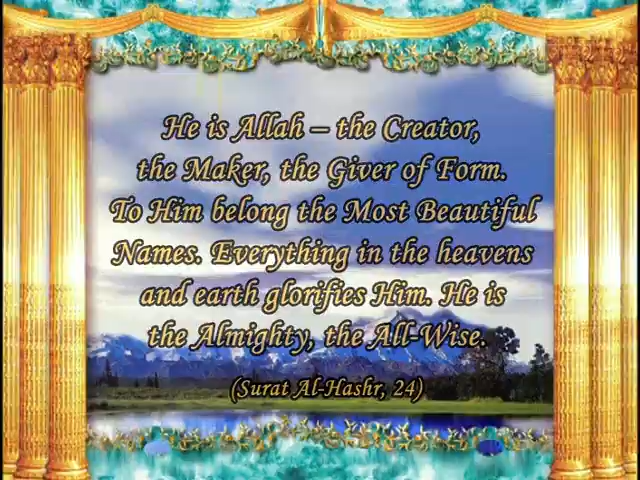 He is Allah – the Creator,
the Maker, the Giver of Form.
To Him belong the Most Beautiful
Names. Everything in the heavens
and earth glorifies Him. He is
the Almighty, the All-Wise.
(Surat Al-Hashr, 24)